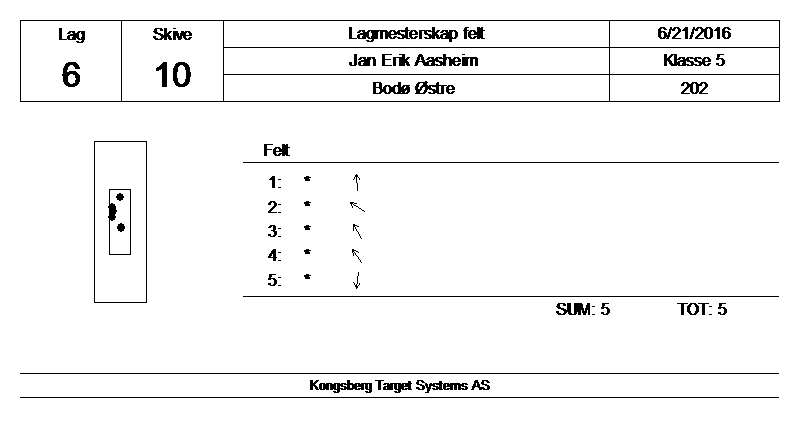 Lag Skive Lagmesterskap felt 6/21/2016
6 10 Jan Erik Aasheim Klasse 5
Bodø Østre 202
Felt
1: * ↑
2: * ↖
3: * ↖
4: * ↖
5: * ↓
SUM: 5 TOT: 5
Kongsberg Target Systems AS